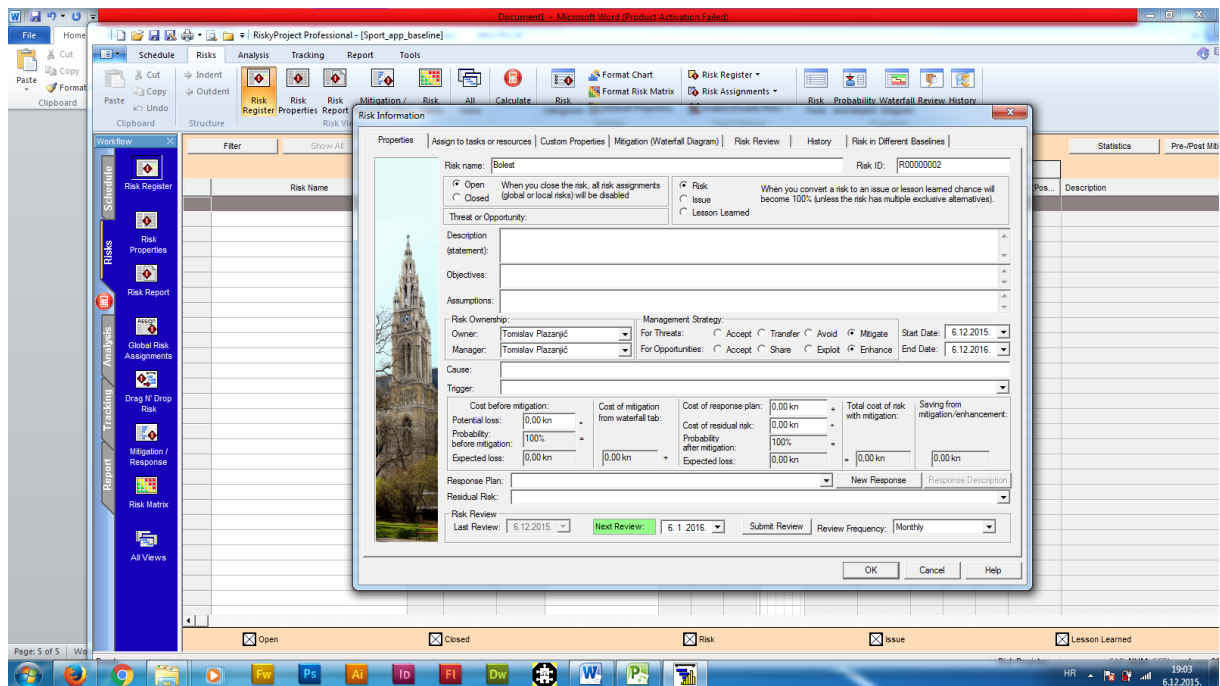 Document1 - Microsoft Word (Product Activation Failed)
File
Home
RiskyProject Professional - [Sport_app_baseline]
Cut
Copy
Format
Paste
Clipboard
Schedule
Risks
Analysis
Tracking
Report
Tools
Paste
Cut
Copy
Undo
Clipboard
Indent
Outdent
Structure
Risk Register
Risk Properties
Risk Report
Mitigation /
Risk
All
Calculate
Risk
Format Chart
Format Risk Matrix
Risk Register
Risk Assignments
Risk
Probability
Waterfall
Review
History
Workflow
Filter
Show All
Statistics
Pre-/Post Miti
Risk Name
Description
Schedule
Risks
Analysis
Tracking
Report
Risk Register
Risk
Properties
Risk Report
Assign
Global Risk
Assignments
Drag N' Drop
Risk
Mitigation /
Response
Risk Matrix
All Views
Risk Information
Properties
Assign to tasks or resources
Custom Properties
Mitigation (Waterfall Diagram)
Risk Review
History
Risk in Different Baselines
Risk name: Bolest
Risk ID: R00000002
Open
Closed
When you close the risk, all risk assignments
(global or local risks) will be disabled
Risk
Issue
Lesson Learned
When you convert a risk to an issue or lesson learned chance will
become 100% (unless the risk has multiple exclusive alternatives).
Threat or Opportunity:
Description
(statement):
Objectives:
Assumptions:
Risk Ownership:
Owner: Tomislav Plazanjić
Manager: Tomislav Plazanjić
Management Strategy:
For Threats: Accept Transfer Avoid Mitigate
For Opportunities: Accept Share Exploit Enhance
Start Date: 6.12.2015.
End Date: 6.12.2016.
Cause:
Trigger:
Cost before mitigation:
Potential loss: 0,00 kn
Probability
before mitigation: 100% =
Expected loss: 0,00 kn
Cost of mitigation
from waterfall tab:
0,00 kn +
Cost of response plan: 0,00 kn +
Cost of residual risk: 0,00 kn
Probability
after mitigation: 100% =
Expected loss: 0,00 kn
Total cost of risk
with mitigation:
= 0,00 kn
Saving from
mitigation/enhancement:
0,00 kn
Response Plan:
New Response
Response Description
Residual Risk:
Risk Review
Last Review: 6.12.2015.
Next Review: 6. 1 .2016.
Submit Review
Review Frequency: Monthly
OK
Cancel
Help
Open
Closed
Risk
Issue
Lesson Learned
Page: 5 of 5
Fw
Ps
Ai
Id
Fl
Dw
HR
19:03
6.12.2015.